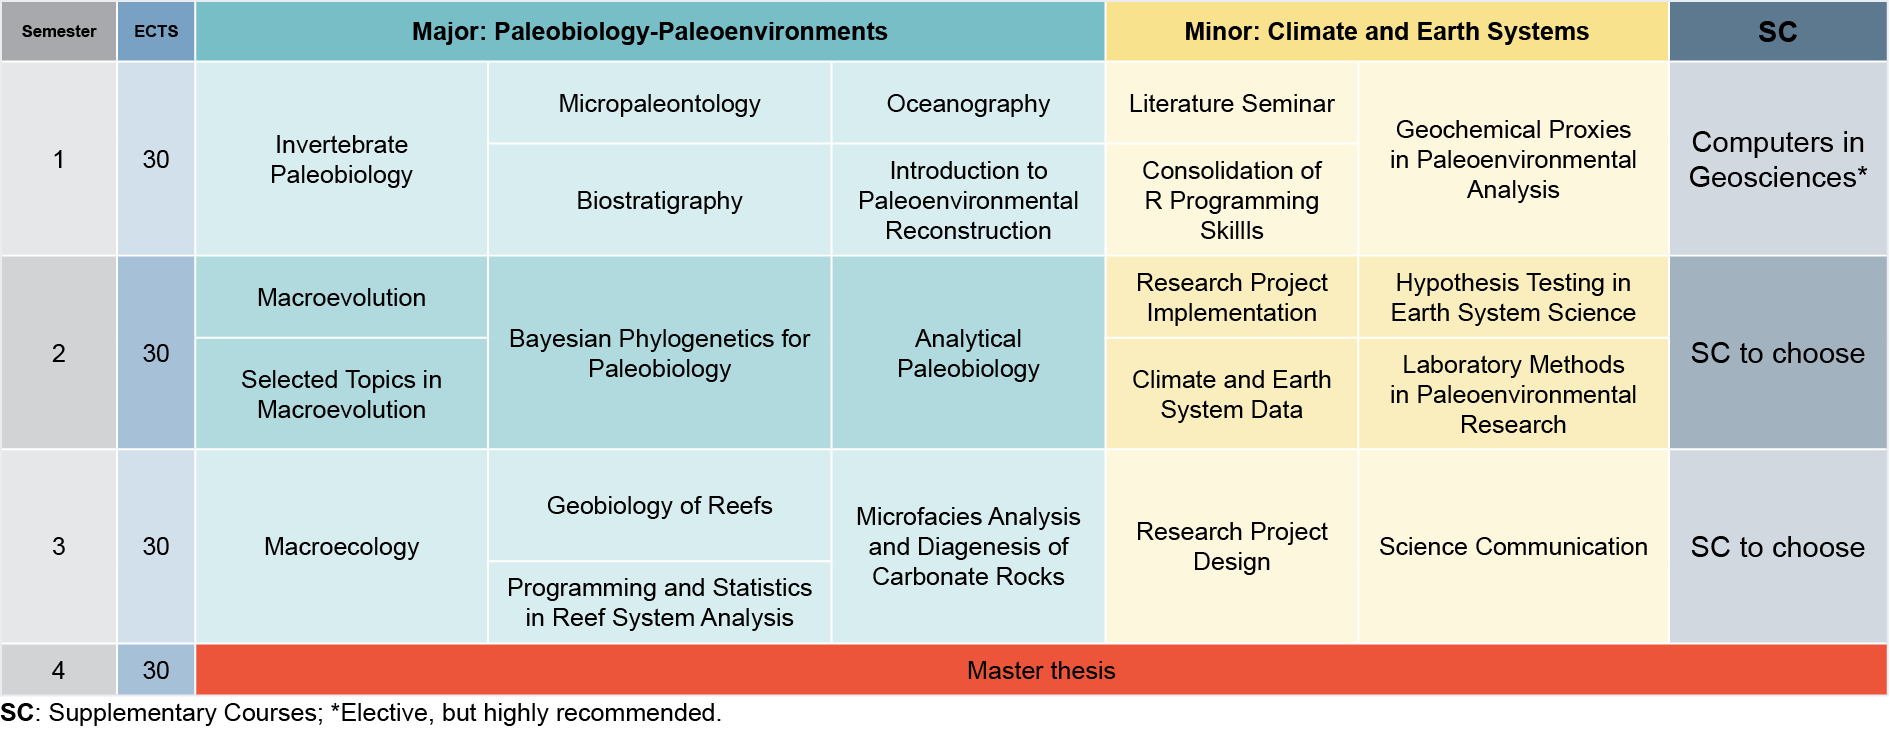 Semester
ECTS
Major: Paleobiology-Paleoenvironments
Minor: Climate and Earth Systems
SC
1
30
Invertebrate
Paleobiology
Micropaleontology
Biostratigraphy
Oceanography
Introduction to
Paleoenvironmental
Reconstruction
Literature Seminar
Consolidation of
R Programming
Skillls
Geochemical Proxies
in Paleoenvironmental
Analysis
Computers in
Geosciences*
2
30
Macroevolution
Selected Topics in
Macroevolution
Bayesian Phylogenetics for
Paleobiology
Analytical
Paleobiology
Research Project
Implementation
Climate and Earth
System Data
Hypothesis Testing in
Earth System Science
Laboratory Methods
in Paleoenvironmental
Research
SC to choose
3
30
Macroecology
Geobiology of Reefs
Programming and Statistics
in Reef System Analysis
Microfacies Analysis
and Diagenesis of
Carbonate Rocks
Research Project
Design
Science Communication
SC to choose
4
30
Master thesis
SC: Supplementary Courses; *Elective, but highly recommended.